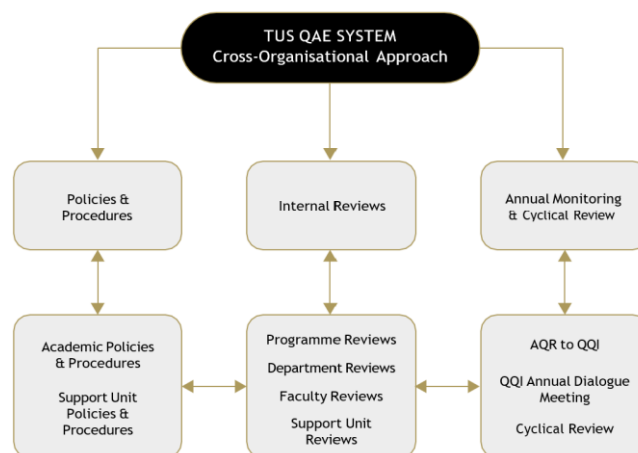 TUS QAE SYSTEM
Cross-Organisational Approach
Policies &
Procedures
Internal Reviews
Annual Monitoring
& Cyclical Review
Academic Policies
& Procedures
Support Unit
Policies &
Procedures
Programme Reviews
Department Reviews
Faculty Reviews
Support Unit
Reviews
AQR to QQI
QQI Annual Dialogue
Meeting
Cyclical Review